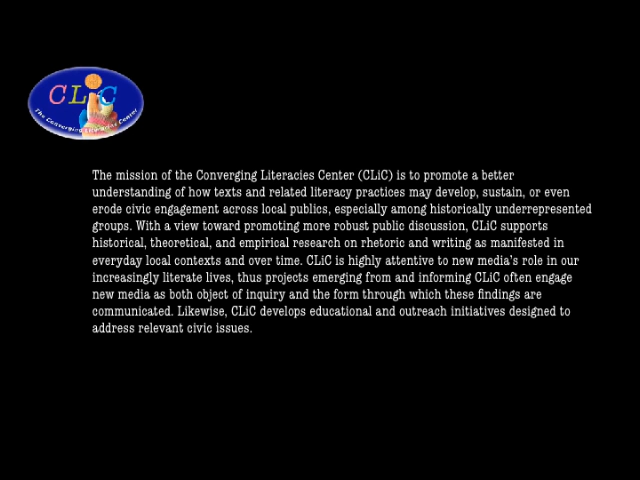 CLiC
The Converging Literacies Center
The mission of the Converging Literacies Center (CLiC) is to promote a better
understanding of how texts and related literacy practices may develop, sustain, or even
erode civic engagement across local publics, especially among historically underrepresented
groups. With a view toward promoting more robust public discussion, CLiC supports
historical, theoretical, and empirical research on rhetoric and writing as manifested in
everyday local contexts and over time. CLiC is highly attentive to new media's role in our
increasingly literate lives, thus projects emerging from and informing CLiC often engage
new media as both object of inquiry and the form through which these findings are
communicated. Likewise, CLiC develops educational and outreach initiatives designed to
address relevant civic issues.